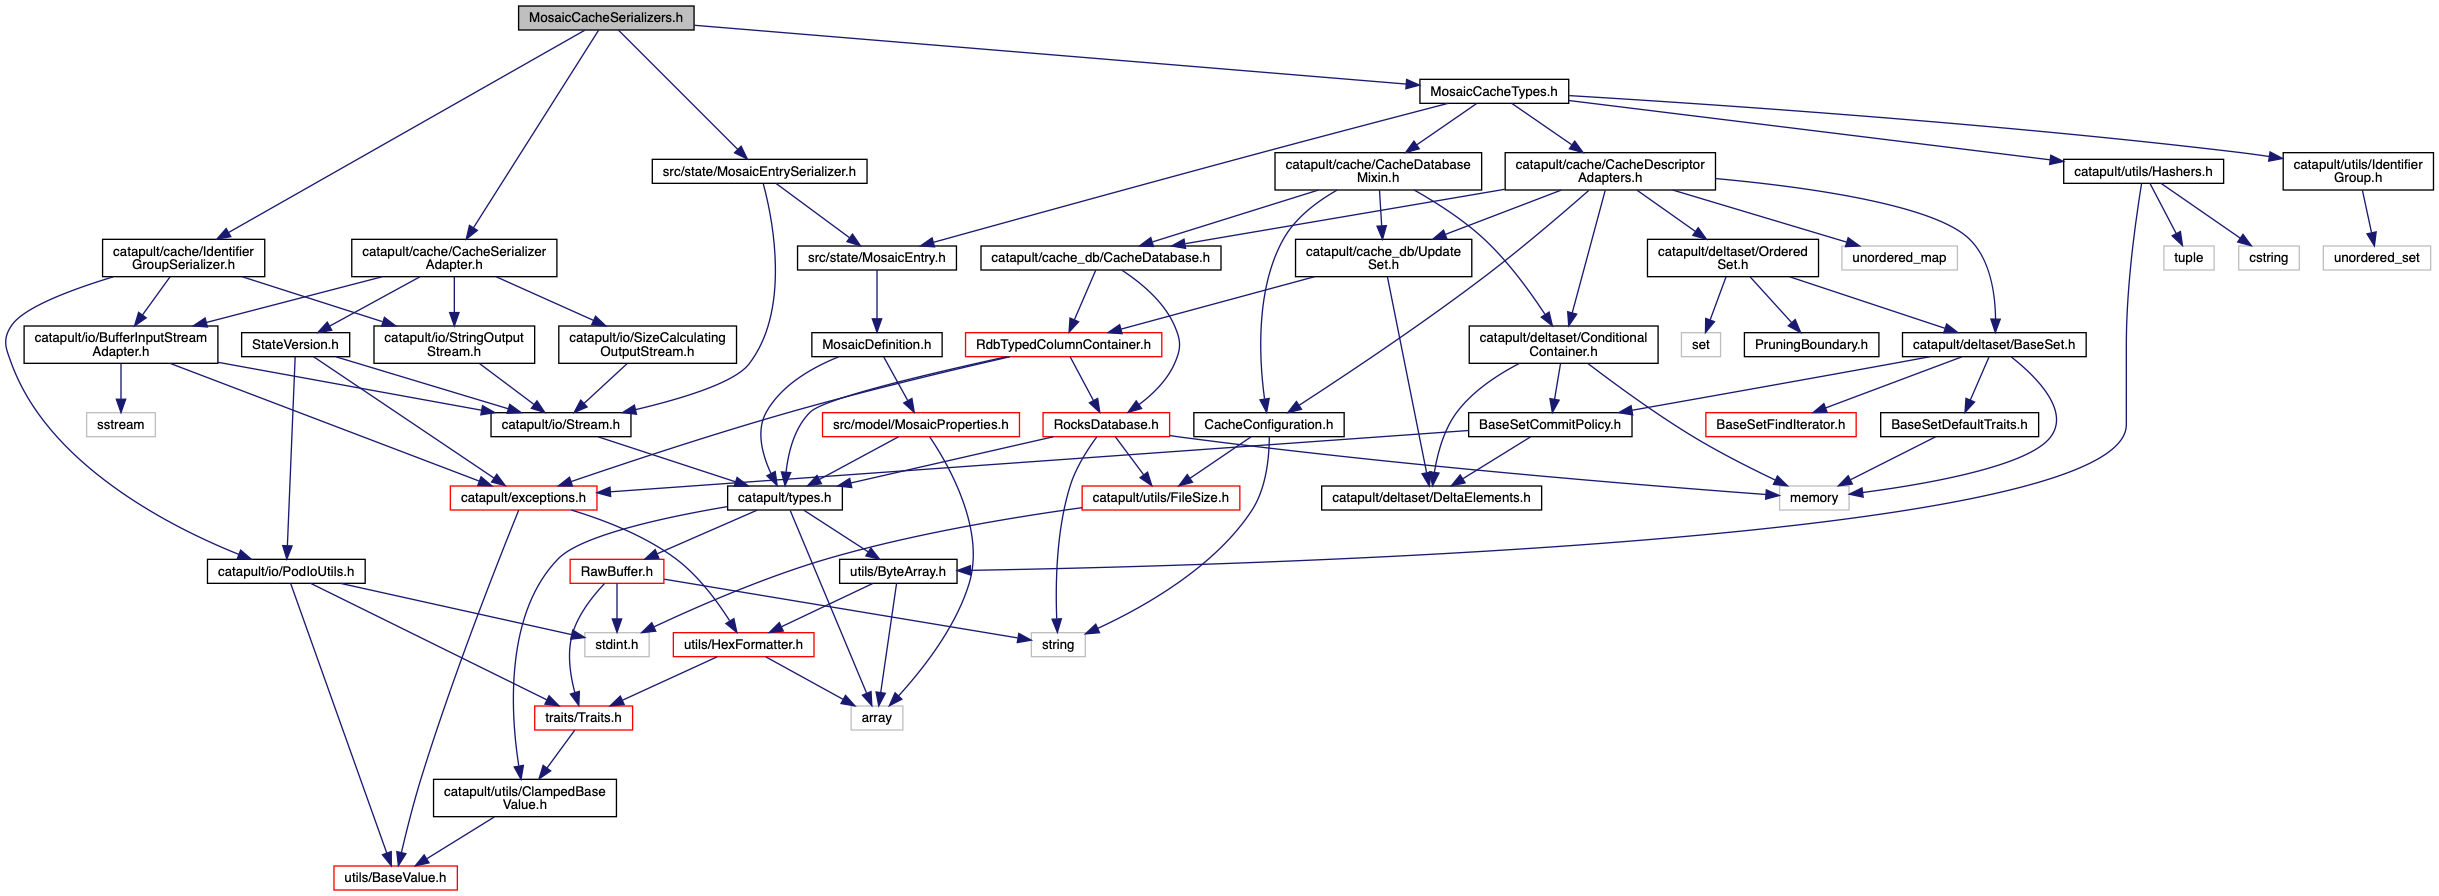 MosaicCacheSerializers.h
MosaicCacheTypes.h
src/state/MosaicEntrySerializer.h
catapult/cache/CacheDatabase
Mixin.h
catapult/cache/CacheDescriptor
Adapters.h
catapult/utils/Hashers.h
catapult/utils/Identifier
Group.h
catapult/cache/Identifier
GroupSerializer.h
catapult/cache/CacheSerializer
Adapter.h
src/state/MosaicEntry.h
catapult/cache_db/CacheDatabase.h
catapult/cache_db/Update
Set.h
catapult/deltaset/Ordered
Set.h
unordered_map
tuple
cstring
unordered_set
catapult/io/BufferInputStream
Adapter.h
StateVersion.h
catapult/io/StringOutput
Stream.h
catapult/io/SizeCalculating
OutputStream.h
MosaicDefinition.h
RdbTypedColumnContainer.h
catapult/deltaset/Conditional
Container.h
set
PruningBoundary.h
catapult/deltaset/BaseSet.h
sstream
catapult/io/Stream.h
src/model/MosaicProperties.h
RocksDatabase.h
CacheConfiguration.h
BaseSetCommitPolicy.h
BaseSetFindIterator.h
BaseSetDefaultTraits.h
catapult/exceptions.h
catapult/types.h
catapult/utils/FileSize.h
catapult/deltaset/DeltaElements.h
memory
catapult/io/PodIoUtils.h
RawBuffer.h
utils/ByteArray.h
stdint.h
utils/HexFormatter.h
string
traits/Traits.h
array
catapult/utils/ClampedBase
Value.h
utils/BaseValue.h